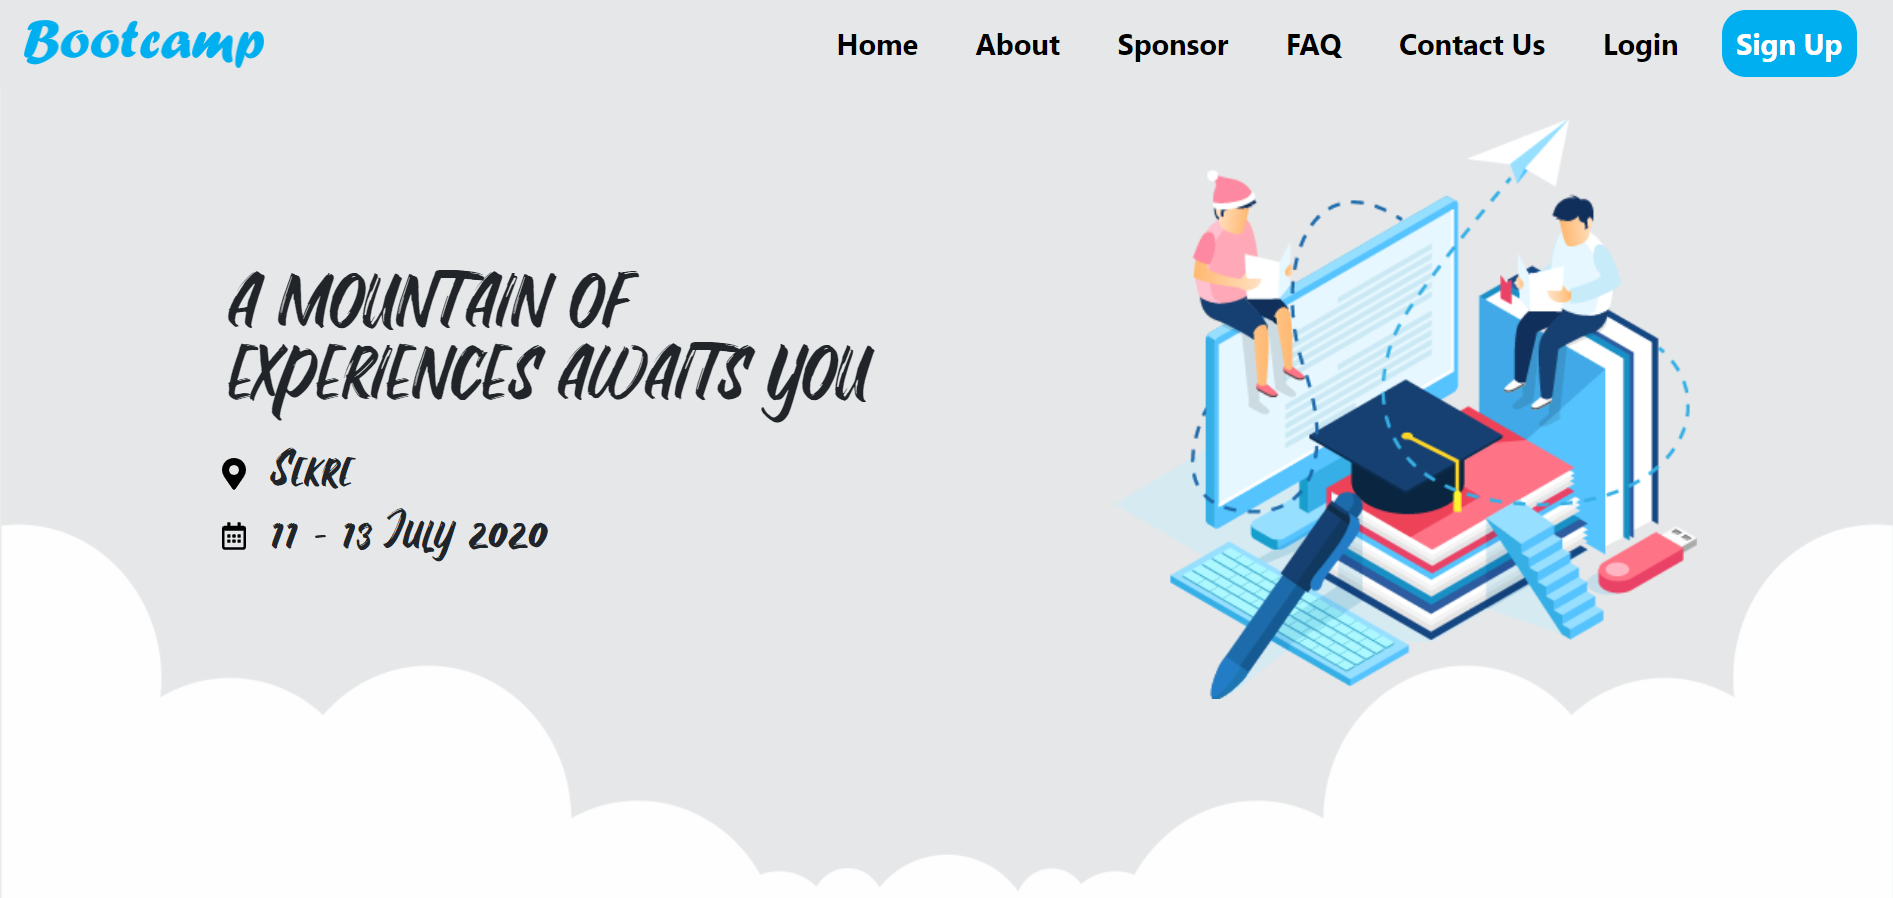 Bootcamp
Home About Sponsor FAQ Contact Us Login Sign Up
A MOUNTAIN OF
EXPERIENCES AWAITS YOU
Sekre
11 - 13 July 2020